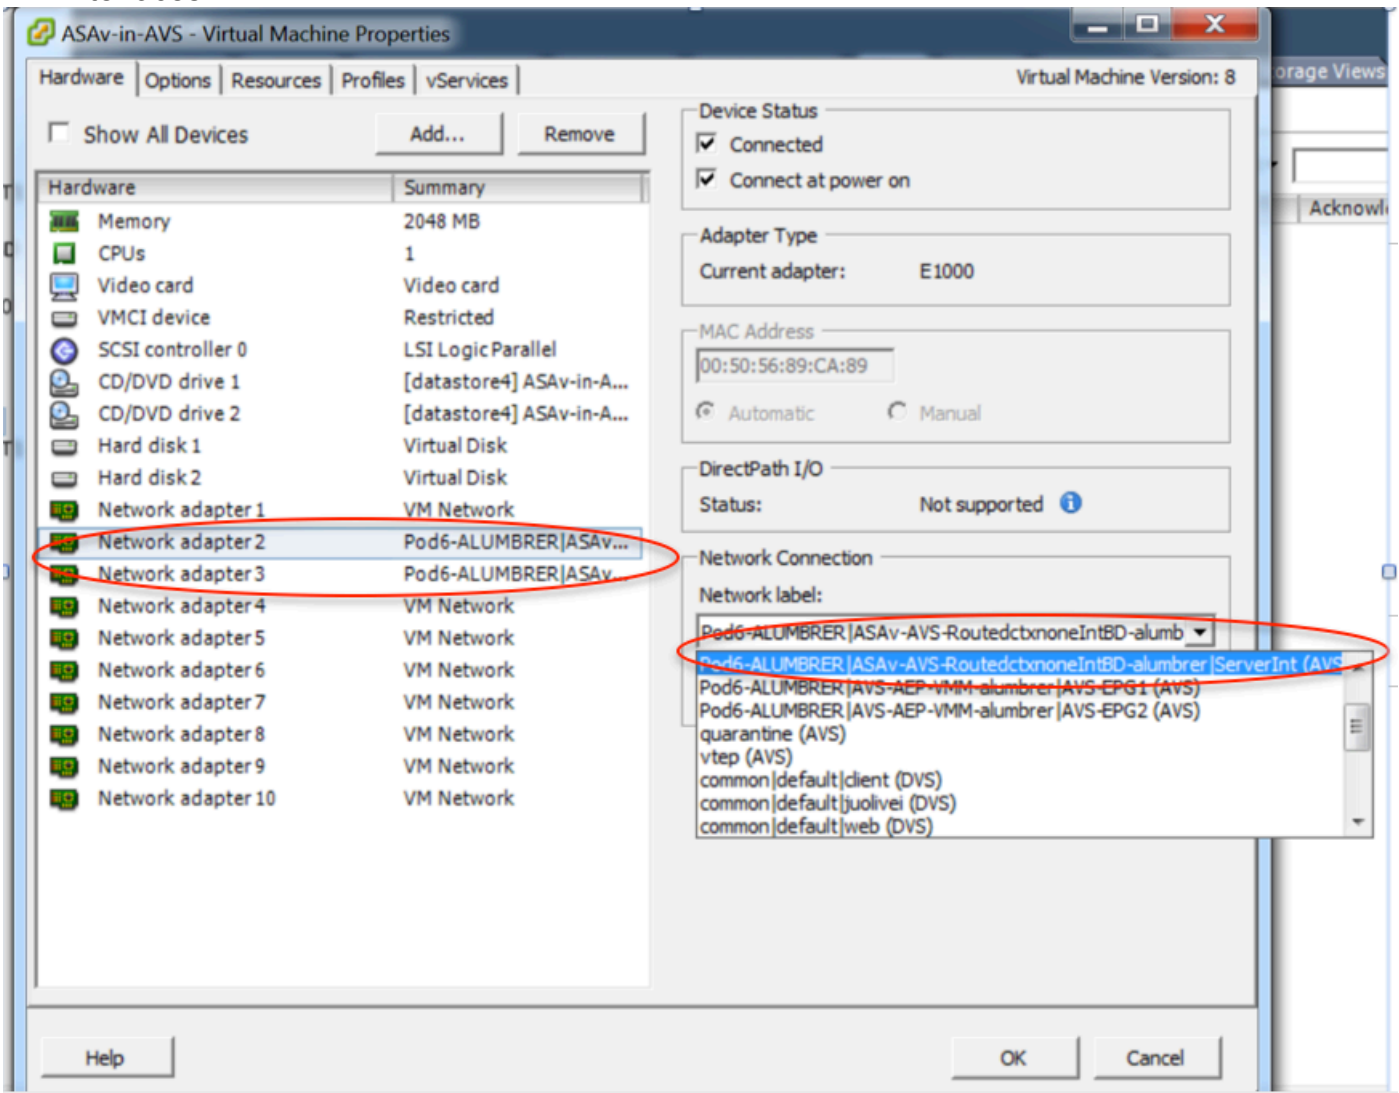 ASAv-in-AVS - Virtual Machine Properties
Hardware Options Resources Profiles vServices
Virtual Machine Version: 8
orage Views
Show All Devices
Add...
Remove
Hardware Summary
Memory 2048 MB
CPUs 1
Video card Video card
VMCI device Restricted
SCSI controller 0 LSI Logic Parallel
CD/DVD drive 1 [datastore4] ASAv-in-A...
CD/DVD drive 2 [datastore4] ASAv-in-A...
Hard disk 1 Virtual Disk
Hard disk 2 Virtual Disk
Network adapter 1 VM Network
Network adapter 2 Pod6-ALUMBRER|ASAv...
Network adapter 3 Pod6-ALUMBRER|ASAv...
Network adapter 4 VM Network
Network adapter 5 VM Network
Network adapter 6 VM Network
Network adapter 7 VM Network
Network adapter 8 VM Network
Network adapter 9 VM Network
Network adapter 10 VM Network
Device Status
Connected
Connect at power on
Adapter Type
Current adapter: E1000
MAC Address
00:50:56:89:CA:89
Automatic Manual
DirectPath I/O
Status: Not supported
Network Connection
Network label:
Pod6-ALUMBRER|ASAv-AVS-RoutedctxnoneIntBD-alumb
Pod6-ALUMBRER|ASAv-AVS-RoutedctxnoneIntBD-alumbrer|ServerInt (AVS
Pod6-ALUMBRER|AVS-AEP-VMM-alumbrer|AVS-EPG1 (AVS)
Pod6-ALUMBRER|AVS-AEP-VMM-alumbrer|AVS-EPG2 (AVS)
quarantine (AVS)
vtep (AVS)
common|default|client (DVS)
common|default|juolivei (DVS)
common|default|web (DVS)
Acknowl
Help
OK
Cancel